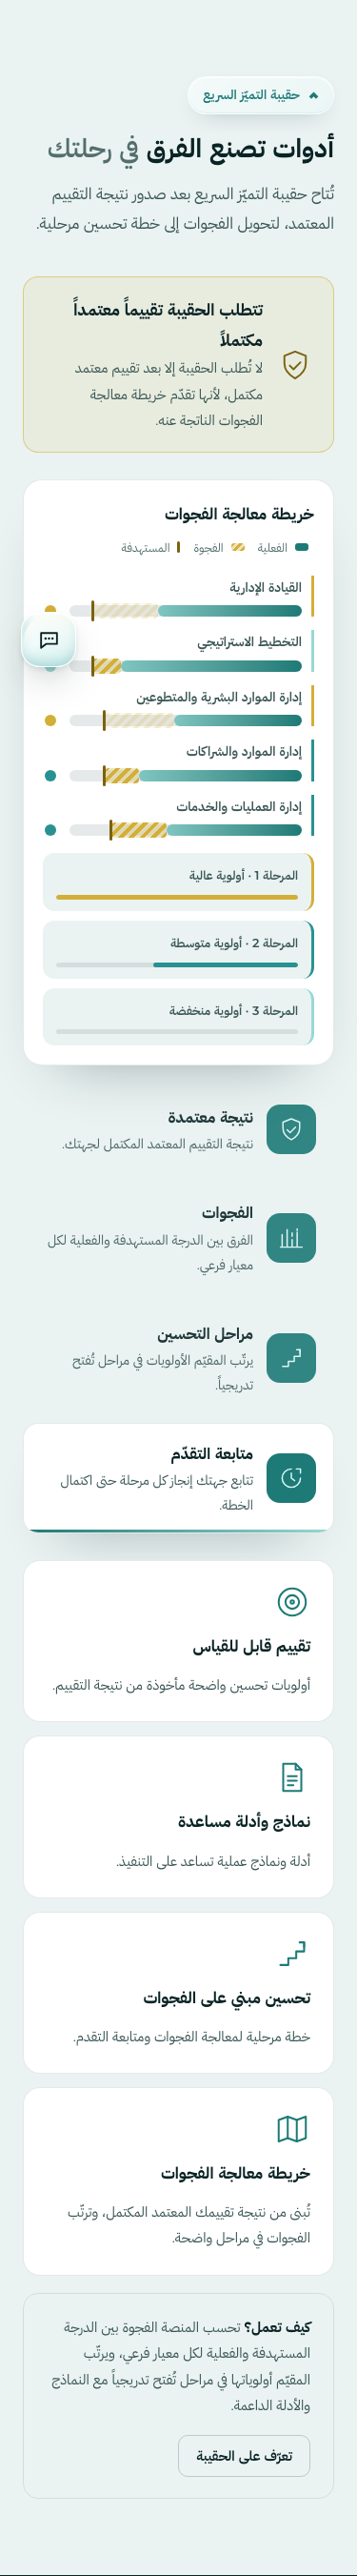 حقيبة التميّز السريع
أدوات تصنع الفرق في رحلتك
تُتاح حقيبة التميّز السريع بعد صدور نتيجة التقييم
المعتمد، لتحويل الفجوات إلى خطة تحسين مرحلية.
تتطلب الحقيبة تقييماً معتمداً
مكتملاً
لا تُطلب الحقيبة إلا بعد تقييم معتمد
مكتمل، لأنها تقدّم خريطة معالجة
الفجوات الناتجة عنه.
خريطة معالجة الفجوات
الفعلية
الفجوة
المستهدفة
القيادة الإدارية
التخطيط الاستراتيجي
إدارة الموارد البشرية والمتطوعين
إدارة الموارد والشراكات
إدارة العمليات والخدمات
المرحلة 1 · أولوية عالية
المرحلة 2 · أولوية متوسطة
المرحلة 3 · أولوية منخفضة
نتيجة معتمدة
نتيجة التقييم المعتمد المكتمل لجهتك.
الفجوات
الفرق بين الدرجة المستهدفة والفعلية لكل
معيار فرعي.
مراحل التحسين
يرتّب المقيّم الأولويات في مراحل تُفتح
تدريجياً.
متابعة التقدّم
تتابع جهتك إنجاز كل مرحلة حتى اكتمال
الخطة.
تقييم قابل للقياس
أولويات تحسين واضحة مأخوذة من نتيجة التقييم.
نماذج وأدلة مساعدة
أدلة ونماذج عملية تساعد على التنفيذ.
تحسين مبني على الفجوات
خطة مرحلية لمعالجة الفجوات ومتابعة التقدم.
خريطة معالجة الفجوات
تُبنى من نتيجة تقييمك المعتمد المكتمل، وترتّب
الفجوات في مراحل واضحة.
كيف تعمل؟ تحسب المنصة الفجوة بين الدرجة
المستهدفة والفعلية لكل معيار فرعي، ويرتّب
المقيّم أولوياتها في مراحل تُفتح تدريجياً مع النماذج
والأدلة الداعمة.
تعرّف على الحقيبة